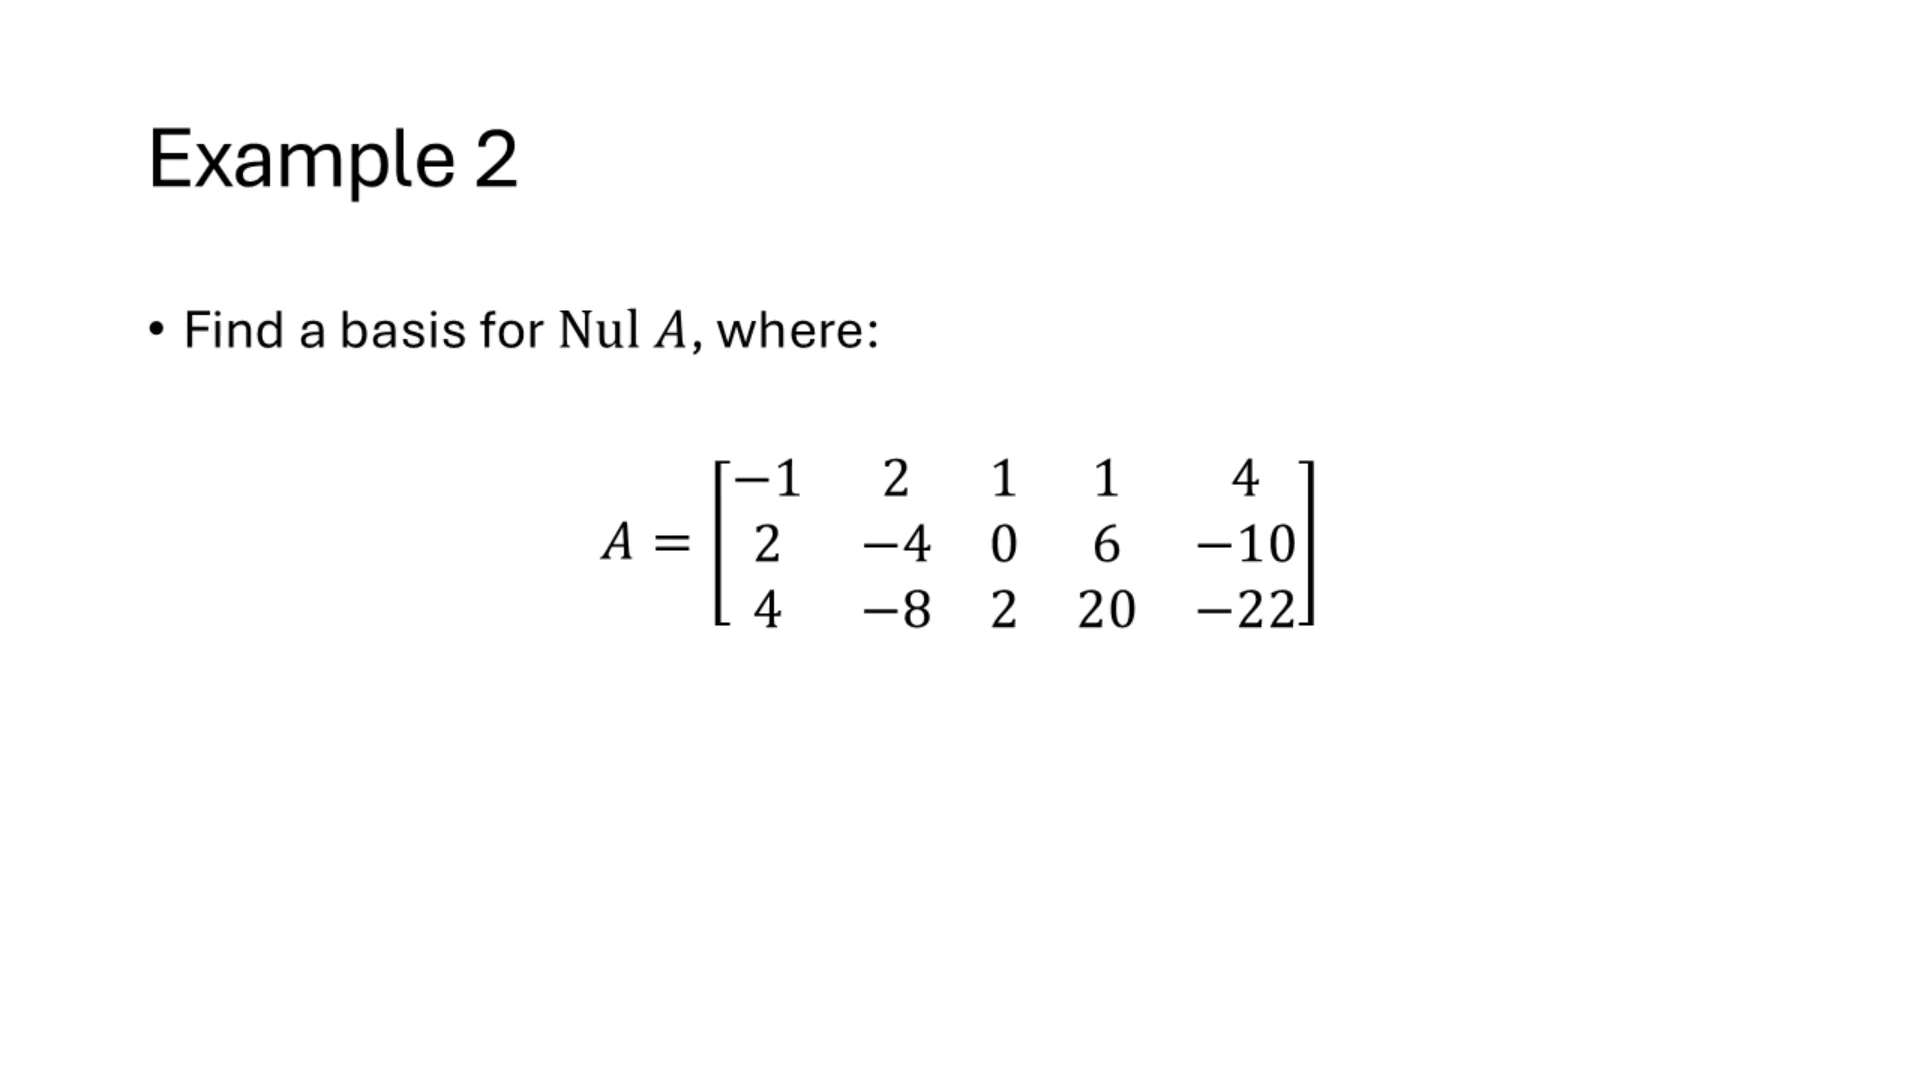 Example 2
• Find a basis for Nul A, where:
A = [−1 2 1 1 4
2 −4 0 6 −10
4 −8 2 20 −22]